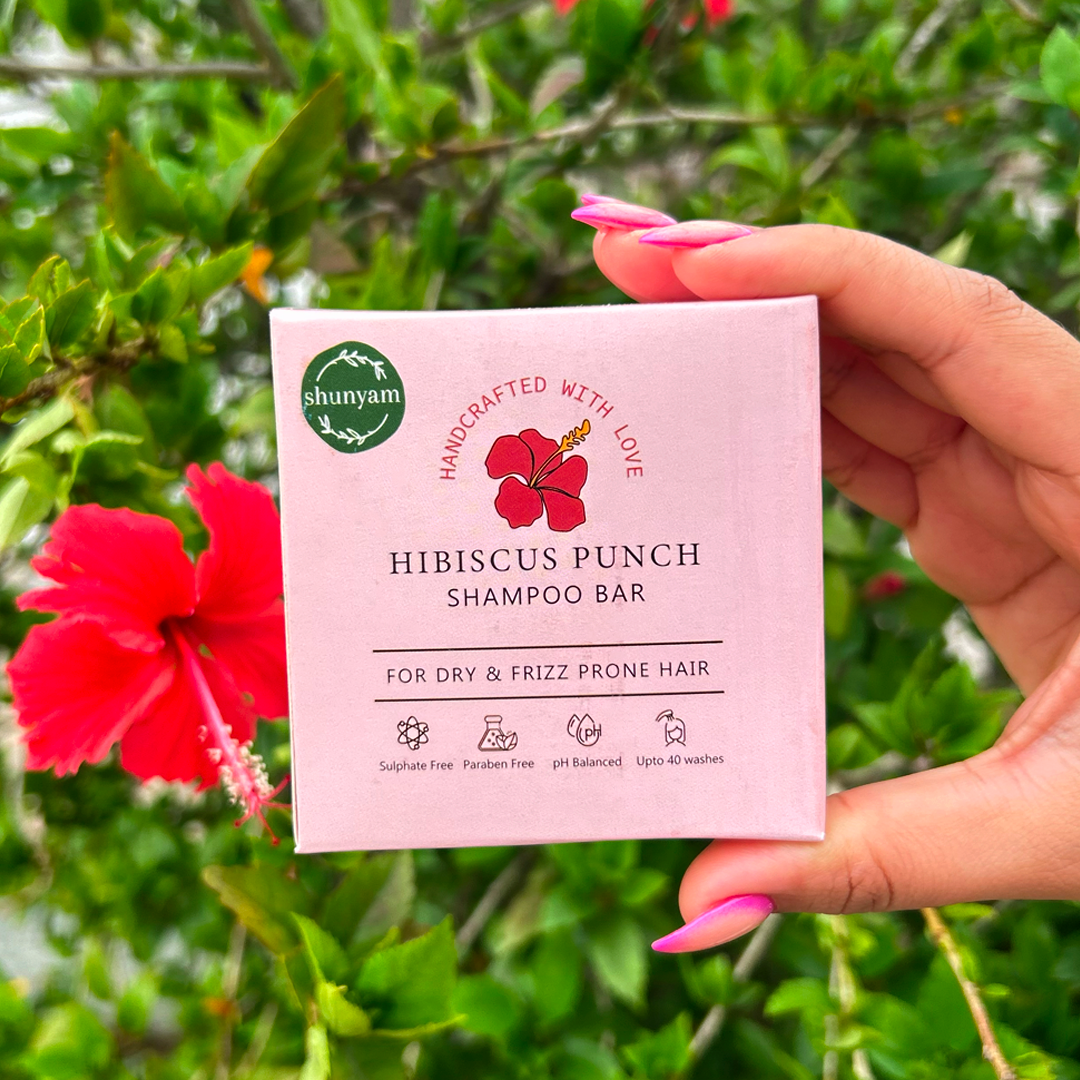 shunyam
HANDCRAFTED WITH LOVE
HIBISCUS PUNCH
SHAMPOO BAR
FOR DRY & FRIZZ PRONE HAIR
pH
Sulphate Free Paraben Free pH Balanced Upto 40 washes